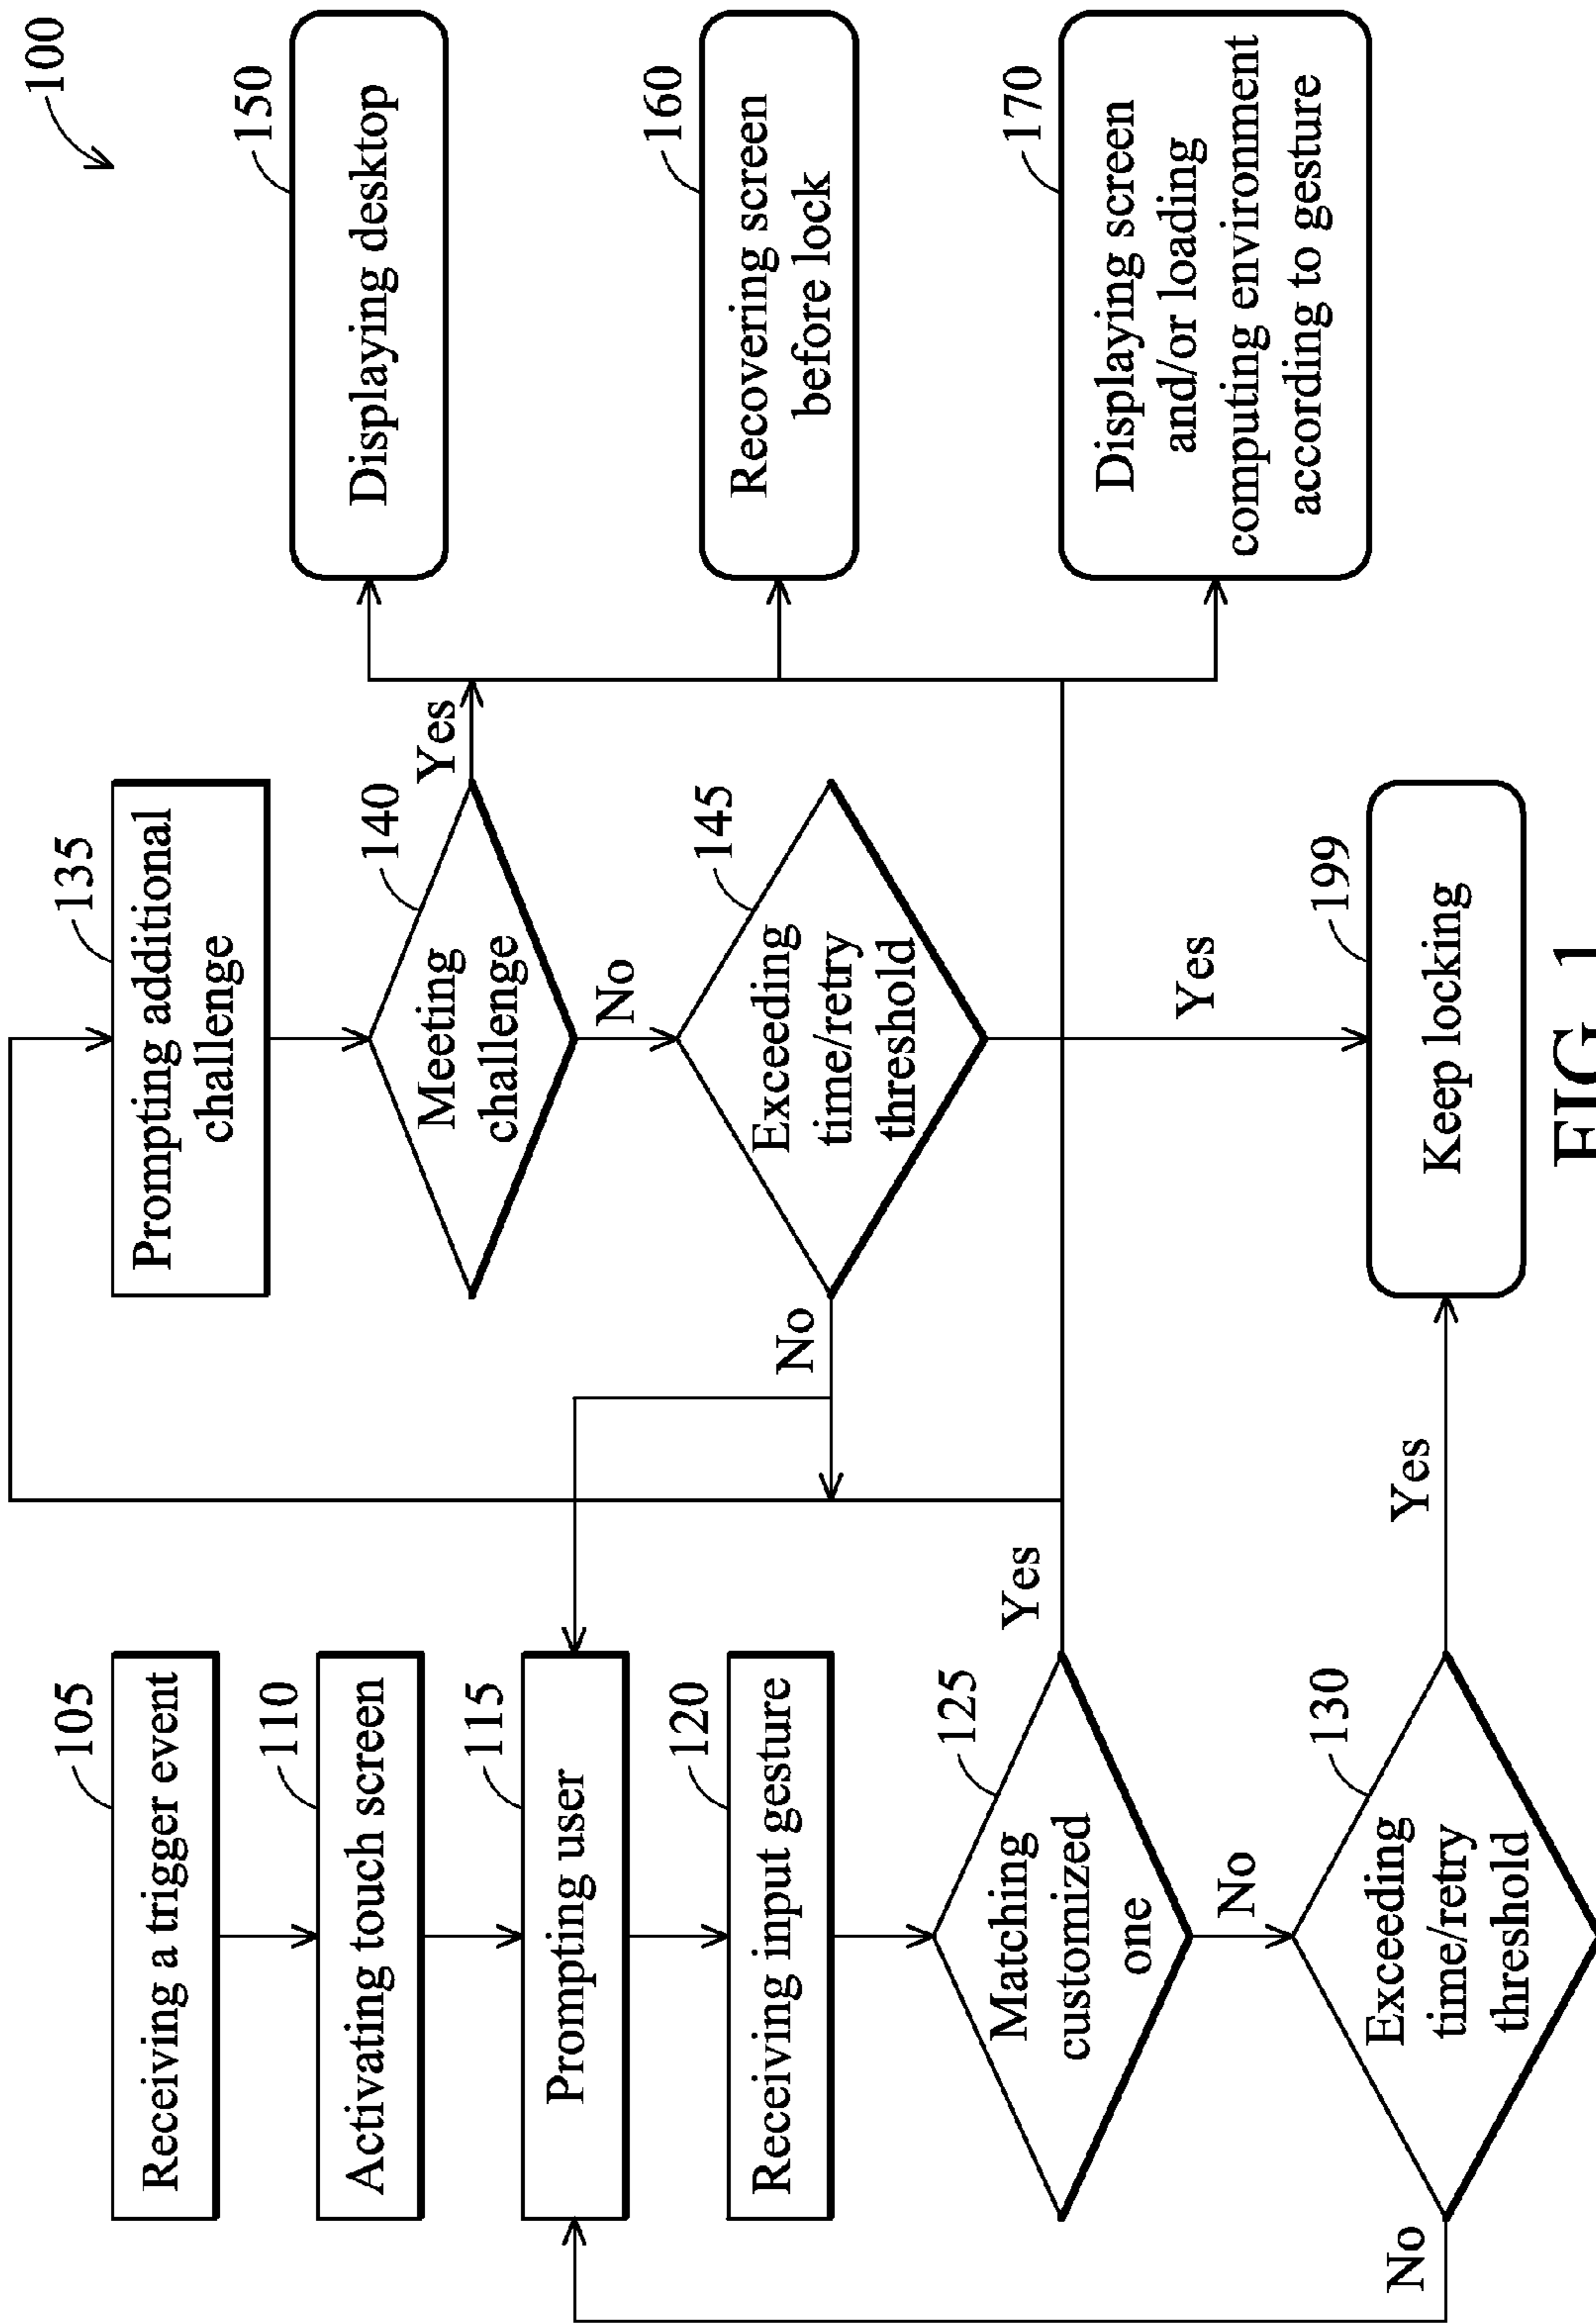 100
105
Receiving a trigger event
110
Activating touch screen
115
Prompting user
120
Receiving input gesture
125
Matching
customized
one
Yes
No
130
Exceeding
time/retry
threshold
No
Yes
135
Prompting additional
challenge
140
Meeting
challenge
Yes
No
145
Exceeding
time/retry
threshold
No
Yes
199
Keep locking
150
Displaying desktop
160
Recovering screen
before lock
170
Displaying screen
and/or loading
computing environment
according to gesture
FIG. 1